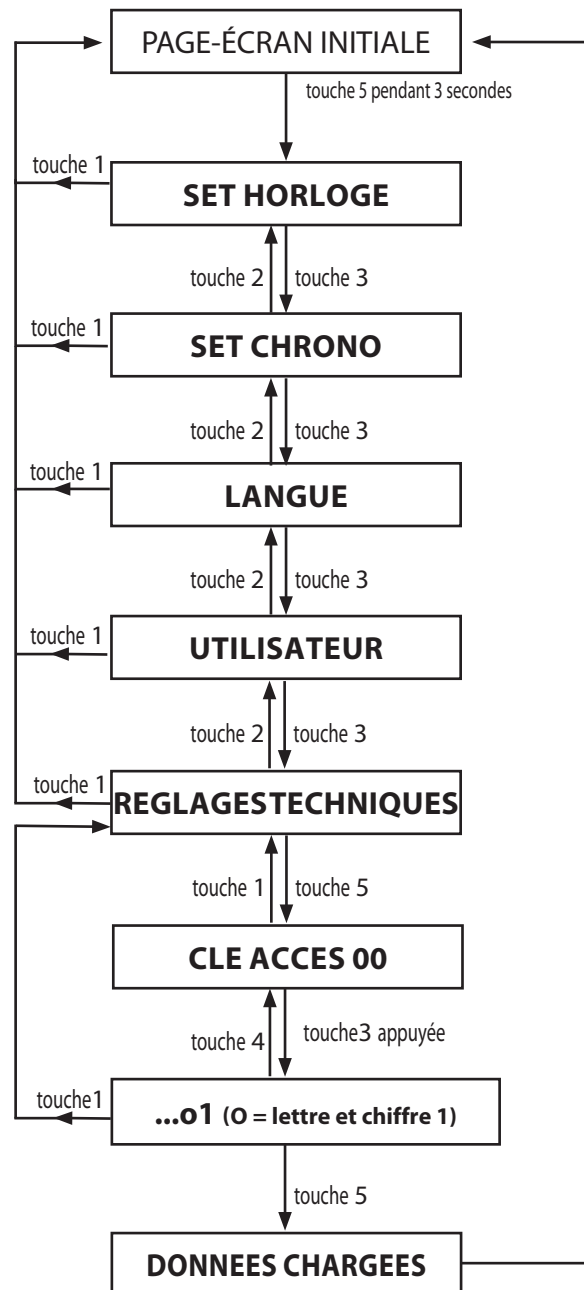 PAGE-ÉCRAN INITIALE
touche 5 pendant 3 secondes
touche 1
SET HORLOGE
touche 2 touche 3
touche 1
SET CHRONO
touche 2 touche 3
touche 1
LANGUE
touche 2 touche 3
touche 1
UTILISATEUR
touche 2 touche 3
touche 1
REGLAGES TECHNIQUES
touche 1 touche 5
CLE ACCES 00
touche 4 touche3 appuyée
touche1
...o1 (O = lettre et chiffre 1)
touche 5
DONNEES CHARGEES